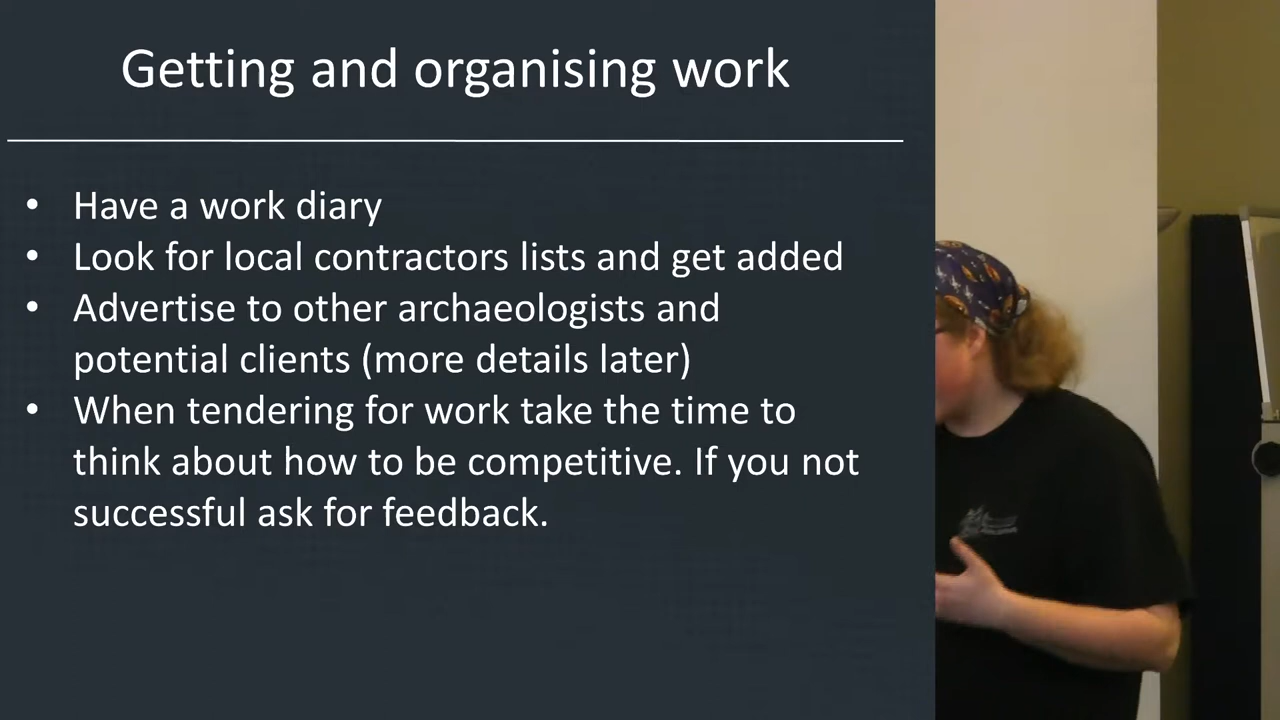 Getting and organising work
• Have a work diary
• Look for local contractors lists and get added
• Advertise to other archaeologists and
potential clients (more details later)
• When tendering for work take the time to
think about how to be competitive. If you not
successful ask for feedback.